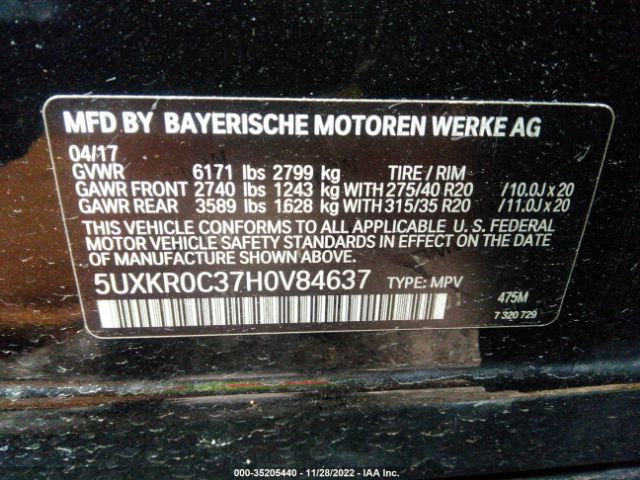 MFD BY BAYERISCHE MOTOREN WERKE AG
04/17
GVWR 6171 lbs 2799 kg TIRE / RIM
GAWR FRONT 2740 lbs 1243 kg WITH 275/40 R20 /10.0J x 20
GAWR REAR 3589 lbs 1628 kg WITH 315/35 R20 /11.0J x 20
THIS VEHICLE CONFORMS TO ALL APPLICABLE U. S. FEDERAL
MOTOR VEHICLE SAFETY STANDARDS IN EFFECT ON THE
DATE OF MANUFACTURE SHOWN ABOVE.
5UXKR0C37H0V84637 TYPE: MPV
475M
7 320 729
000-35205440 - 11/28/2022 - IAA Inc.